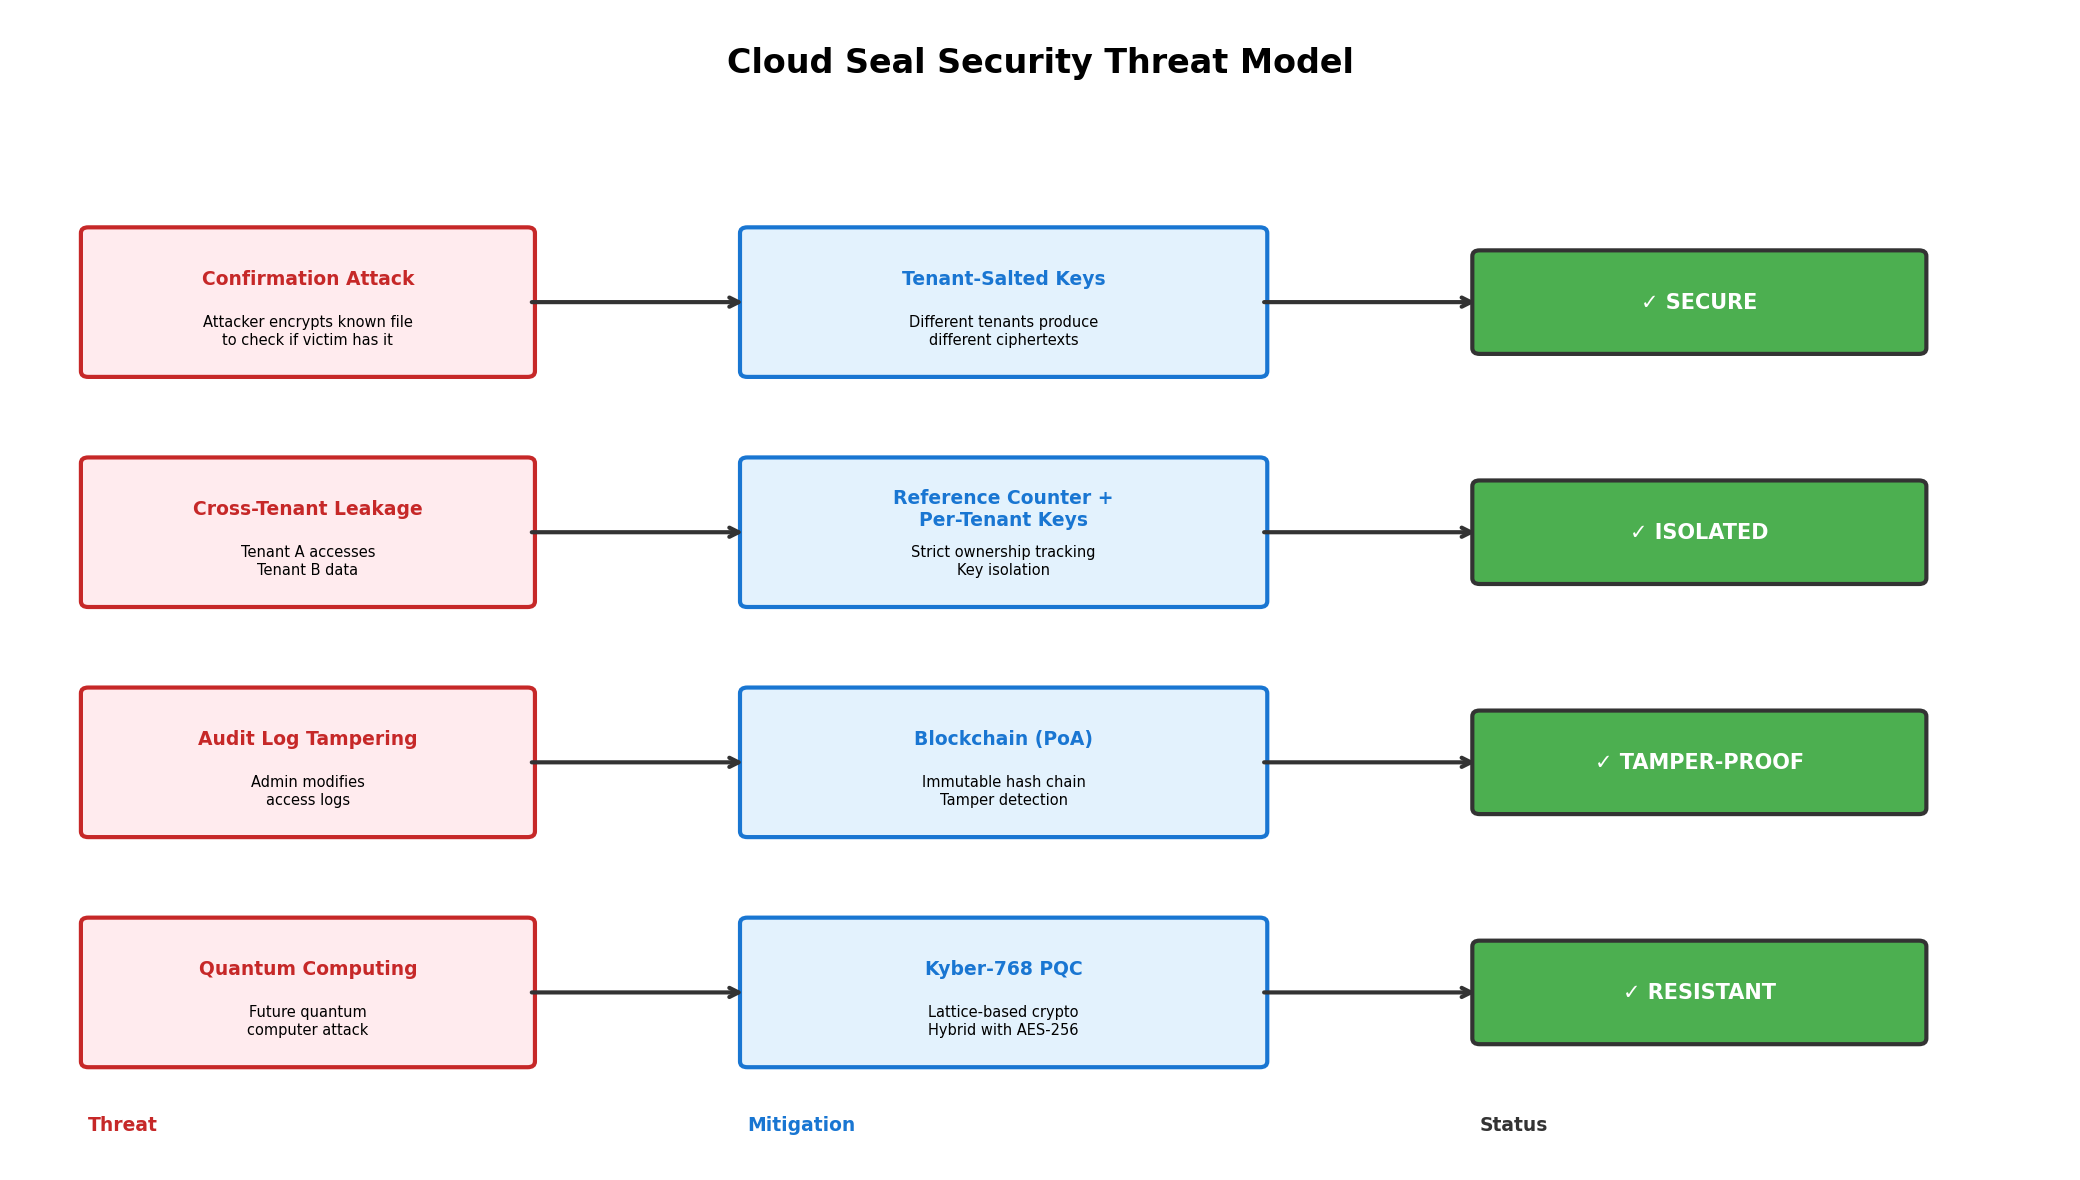 Cloud Seal Security Threat Model
Confirmation Attack
Attacker encrypts known file
to check if victim has it
Tenant-Salted Keys
Different tenants produce
different ciphertexts
✓ SECURE
Cross-Tenant Leakage
Tenant A accesses
Tenant B data
Reference Counter +
Per-Tenant Keys
Strict ownership tracking
Key isolation
✓ ISOLATED
Audit Log Tampering
Admin modifies
access logs
Blockchain (PoA)
Immutable hash chain
Tamper detection
✓ TAMPER-PROOF
Quantum Computing
Future quantum
computer attack
Kyber-768 PQC
Lattice-based crypto
Hybrid with AES-256
✓ RESISTANT
Threat
Mitigation
Status